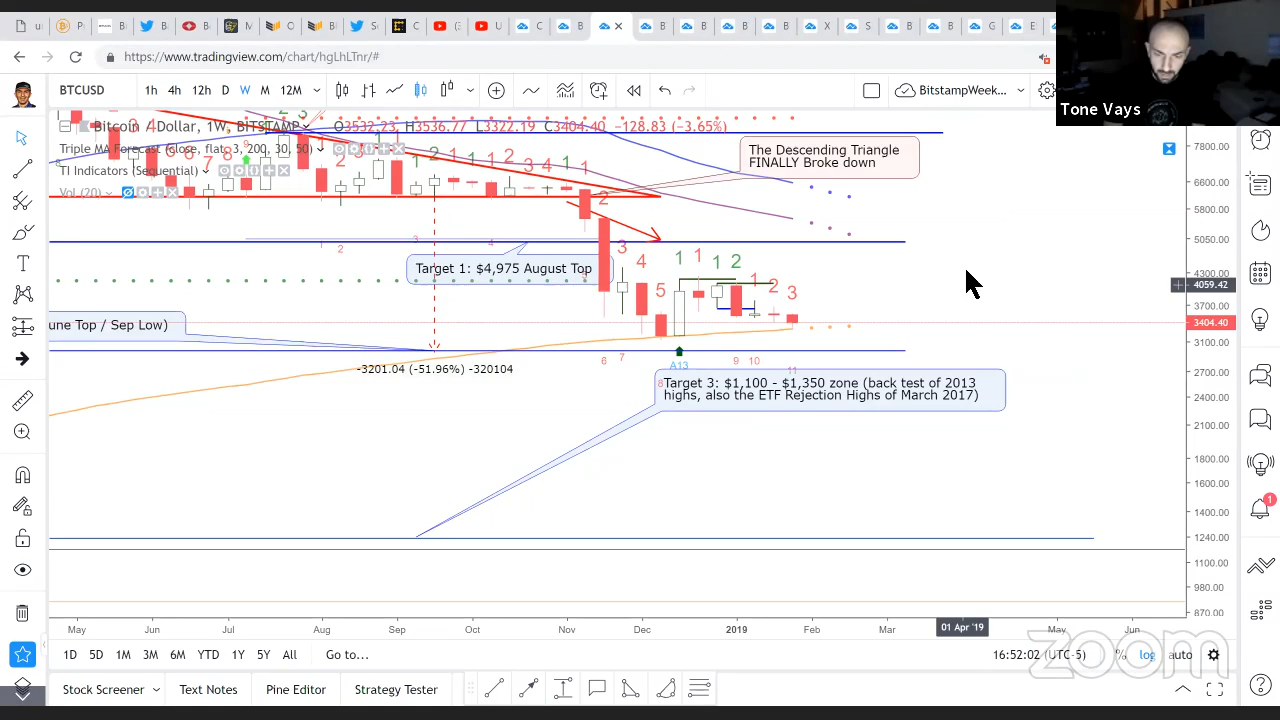 https://www.tradingview.com/chart/hgLhLTnr/#
Tone Vays
BTCUSD
1h 4h 12h D W M 12M
BitstampWeek...
Bitcoin / Dollar, 1W, BITSTAMP O3532.23 H3536.77 L3322.19 C3404.40 -128.83 (-3.65%)
Triple MA Forecast (close, flat, 3, 200, 30, 50)
TI Indicators (Sequential)
Vol (20)
The Descending Triangle
FINALLY Broke down
Target 1: $4,975 August Top
une Top / Sep Low)
-3201.04 (-51.96%) -320104
A13
Target 3: $1,100 - $1,350 zone (back test of 2013
highs, also the ETF Rejection Highs of March 2017)
7800.00
6600.00
5800.00
5050.00
4300.00
4059.42
3700.00
3404.40
3100.00
2700.00
2400.00
2100.00
1800.00
1600.00
1400.00
1240.00
1100.00
980.00
870.00
May Jun Jul Aug Sep Oct Nov Dec 2019 Feb Mar 01 Apr '19 May Jun
1D 5D 1M 3M 6M YTD 1Y 5Y All Go to...
16:52:02 (UTC-5) % log auto
zoom
Stock Screener Text Notes Pine Editor Strategy Tester